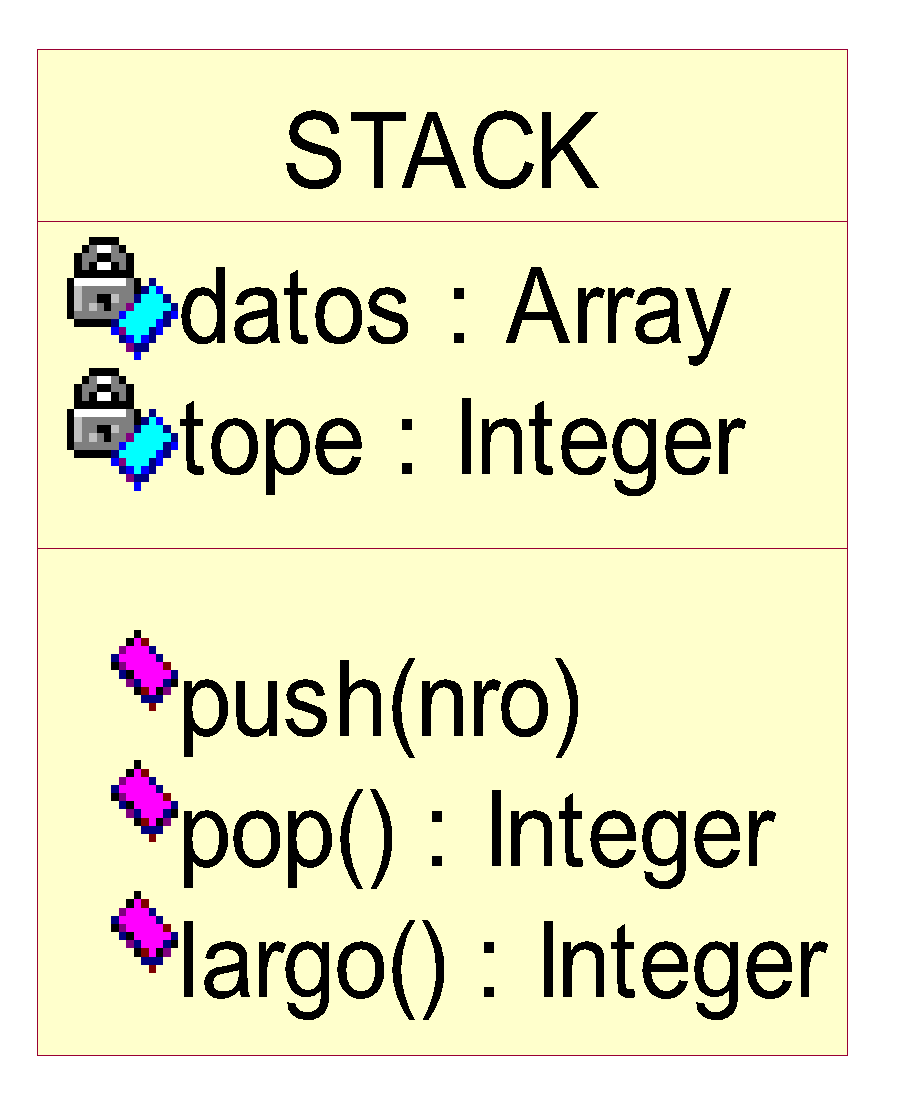 STACK
datos : Array
tope : Integer
push(nro)
pop() : Integer
largo() : Integer